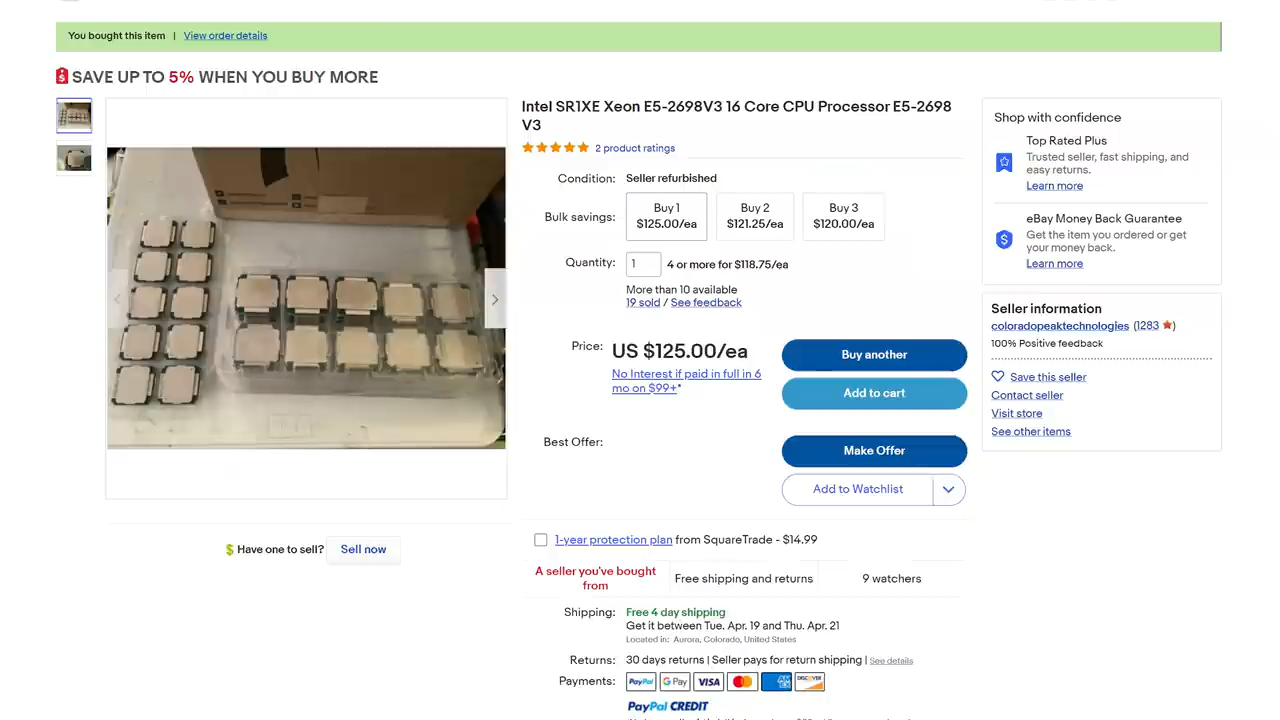 You bought this item | View order details
SAVE UP TO 5% WHEN YOU BUY MORE
Intel SR1XE Xeon E5-2698V3 16 Core CPU Processor E5-2698
V3
2 product ratings
Condition: Seller refurbished
Bulk savings:
Buy 1
$125.00/ea
Buy 2
$121.25/ea
Buy 3
$120.00/ea
Quantity: 1 4 or more for $118.75/ea
More than 10 available
19 sold / See feedback
Price: US $125.00/ea
No Interest if paid in full in 6
mo on $99+*
Buy another
Add to cart
Best Offer:
Make Offer
Add to Watchlist
Have one to sell? Sell now
1-year protection plan from SquareTrade - $14.99
A seller you've bought
from
Free shipping and returns
9 watchers
Shipping: Free 4 day shipping
Get it between Tue. Apr. 19 and Thu. Apr. 21
Located in: Aurora, Colorado, United States
Returns: 30 days returns | Seller pays for return shipping | See details
Payments: PayPal G Pay VISA DISCOVER
PayPal CREDIT
Shop with confidence
Top Rated Plus
Trusted seller, fast shipping, and
easy returns.
Learn more
eBay Money Back Guarantee
Get the item you ordered or get
your money back.
Learn more
Seller information
coloradopeaktechnologies (1283)
100% Positive feedback
Save this seller
Contact seller
Visit store
See other items